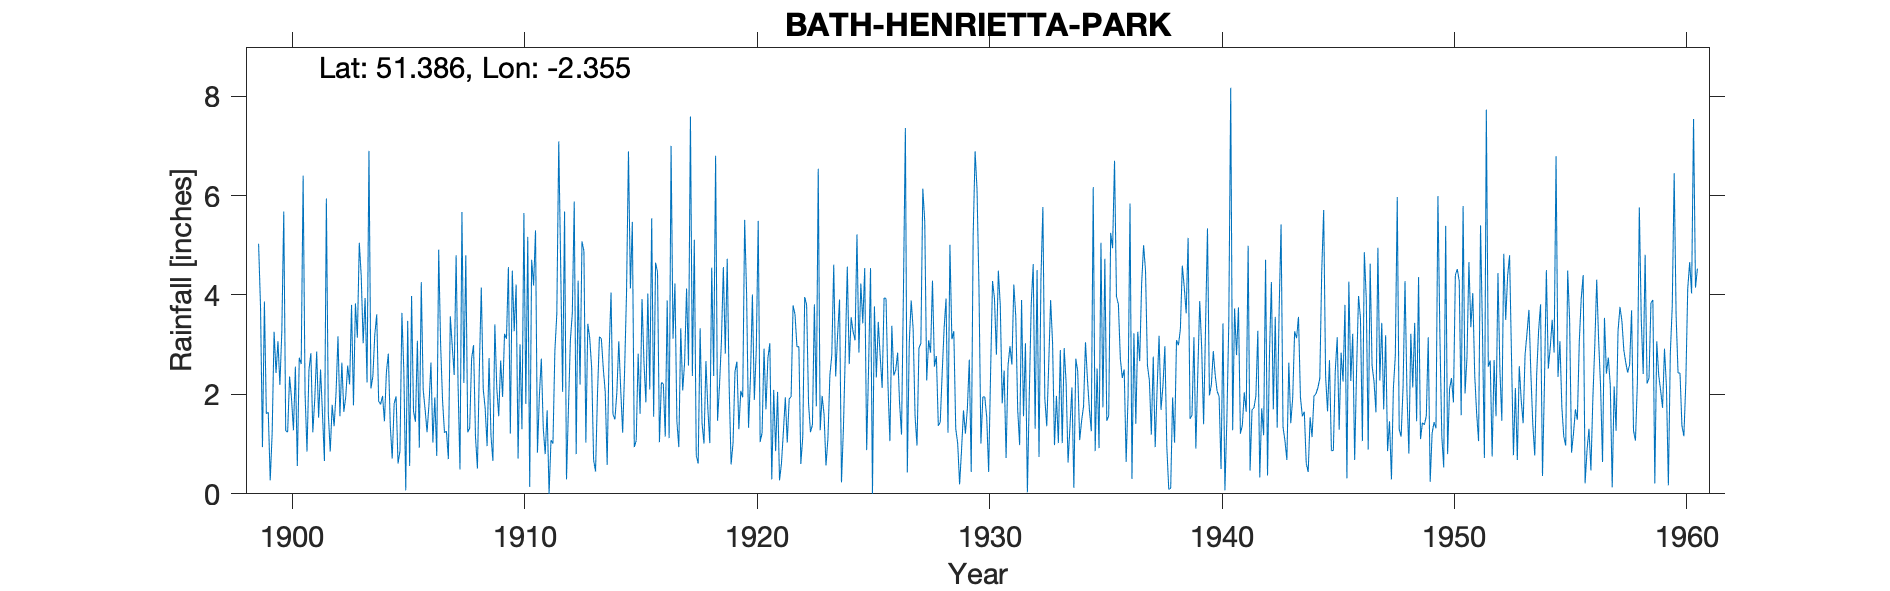 BATH-HENRIETTA-PARK
Lat: 51.386, Lon: -2.355
Rainfall [inches]
8
6
4
2
0
1900 1910 1920 1930 1940 1950 1960
Year